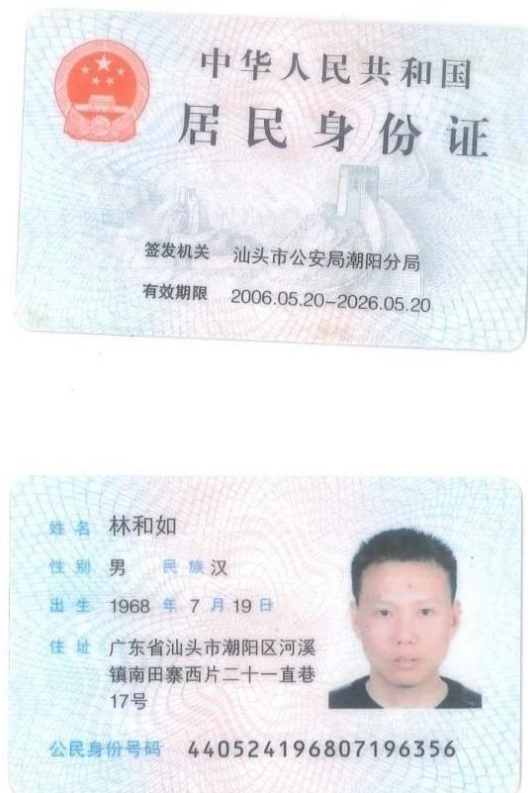 中华人民共和国
居民身份证
签发机关 汕头市公安局潮阳分局
有效期限 2006.05.20-2026.05.20
姓名 林和如
性别 男 民族 汉
出生 1968 年 7 月 19 日
住址 广东省汕头市潮阳区河溪
镇南田寨西片二十一直巷
17号
公民身份号码 440524196807196356